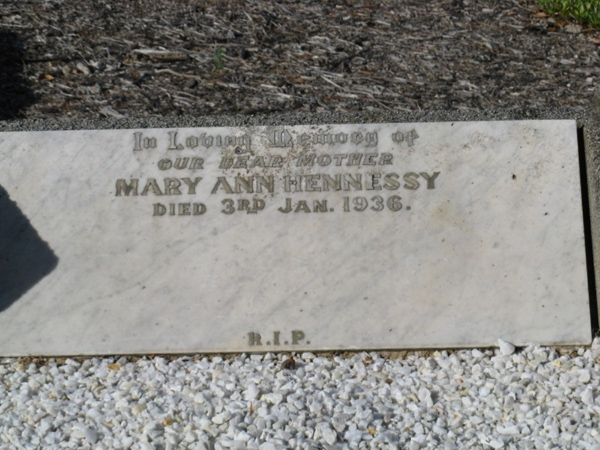 In Loving Memory of
OUR DEAR MOTHER
MARY ANN HENNESSY
DIED 3RD JAN. 1936.
R.I.P.